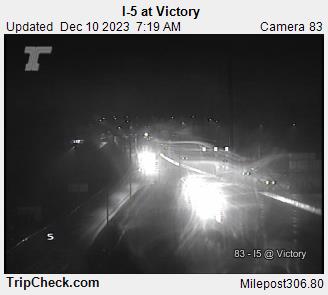 I-5 at Victory
Updated Dec 10 2023 7:19 AM Camera 83
T
S
83 - I5 @ Victory
TripCheck.com Milepost306.80